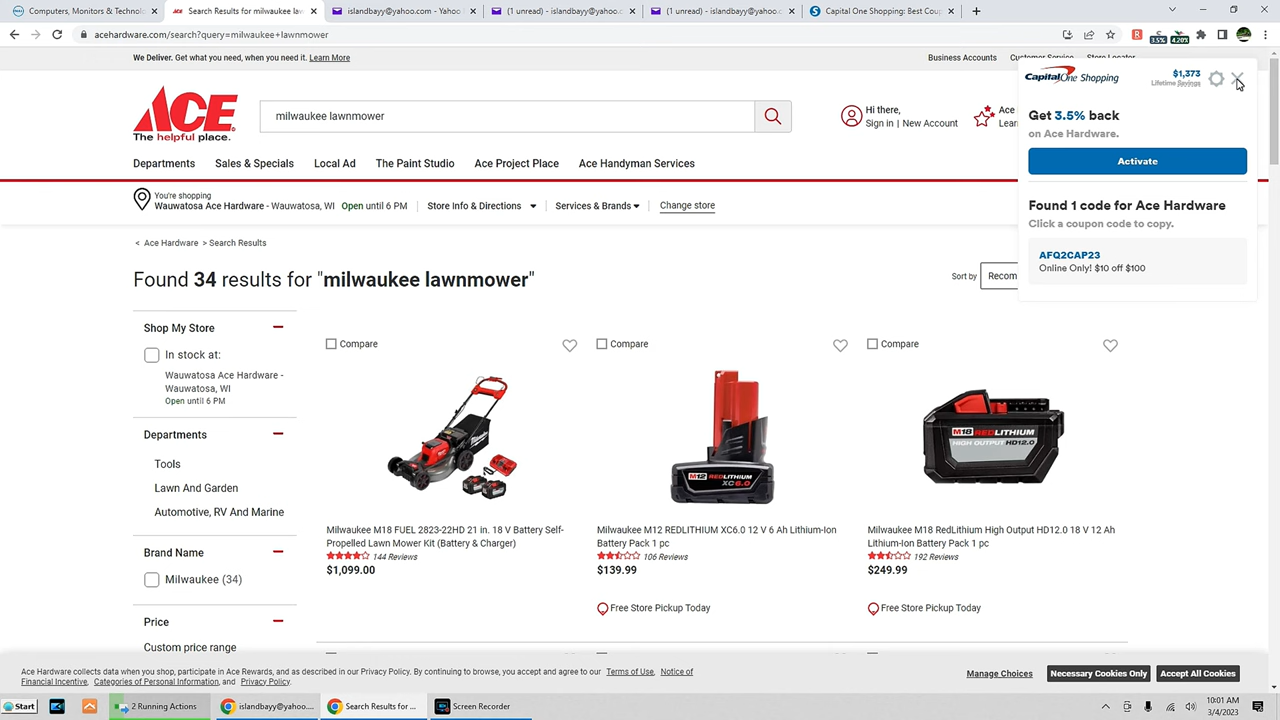 Computers, Monitors & Technolo
Search Results for "milwaukee l
islandbayy@yahoo.com - Yahoo
(1 unread) - islandbayy@yahoo.c
(1 unread) - islandbayy@yahoo.c
Capital One Shopping: Best Coup
acehardware.com/search?query=milwaukee+lawnmower
3.5%
4.20%
We Deliver. Get what you need, when you need it. Learn More
Business Accounts
Customer Service
Store Locator
ACE
The helpful place.
milwaukee lawnmower
Hi there,
Sign in | New Account
Ace
Lear
Departments
Sales & Specials
Local Ad
The Paint Studio
Ace Project Place
Ace Handyman Services
You're shopping
Wauwatosa Ace Hardware - Wauwatosa, WI Open until 6 PM
Store Info & Directions
Services & Brands
Change store
Capital One Shopping
$1,373
Lifetime Savings
Get 3.5% back
on Ace Hardware.
Activate
Found 1 code for Ace Hardware
Click a coupon code to copy.
AFQ2CAP23
Online Only! $10 off $100
< Ace Hardware > Search Results
Found 34 results for "milwaukee lawnmower"
Sort by
Recom
Shop My Store
In stock at:
Wauwatosa Ace Hardware -
Wauwatosa, WI
Open until 6 PM
Departments
Tools
Lawn And Garden
Automotive, RV And Marine
Brand Name
Milwaukee (34)
Price
Custom price range
Compare
Milwaukee M18 FUEL 2823-22HD 21 in. 18 V Battery Self-
Propelled Lawn Mower Kit (Battery & Charger)
144 Reviews
$1,099.00
Compare
M12 REDLITHIUM XC6.0
Milwaukee M12 REDLITHIUM XC6.0 12 V 6 Ah Lithium-Ion
Battery Pack 1 pc
106 Reviews
$139.99
Free Store Pickup Today
Compare
M18 REDLITHIUM
HIGH OUTPUT HD12.0
Milwaukee M18 RedLithium High Output HD12.0 18 V 12 Ah
Lithium-Ion Battery Pack 1 pc
192 Reviews
$249.99
Free Store Pickup Today
Ace Hardware collects data when you shop, participate in Ace Rewards, and as described in our Privacy Policy. By continuing to browse, you accept and agree to our Terms of Use, Notice of
Financial Incentive, Categories of Personal Information, and Privacy Policy.
Manage Choices
Necessary Cookies Only
Accept All Cookies
Start
2 Running Actions
islandbayy@yahoo....
Search Results for ...
Screen Recorder
10:01 AM
3/4/2023